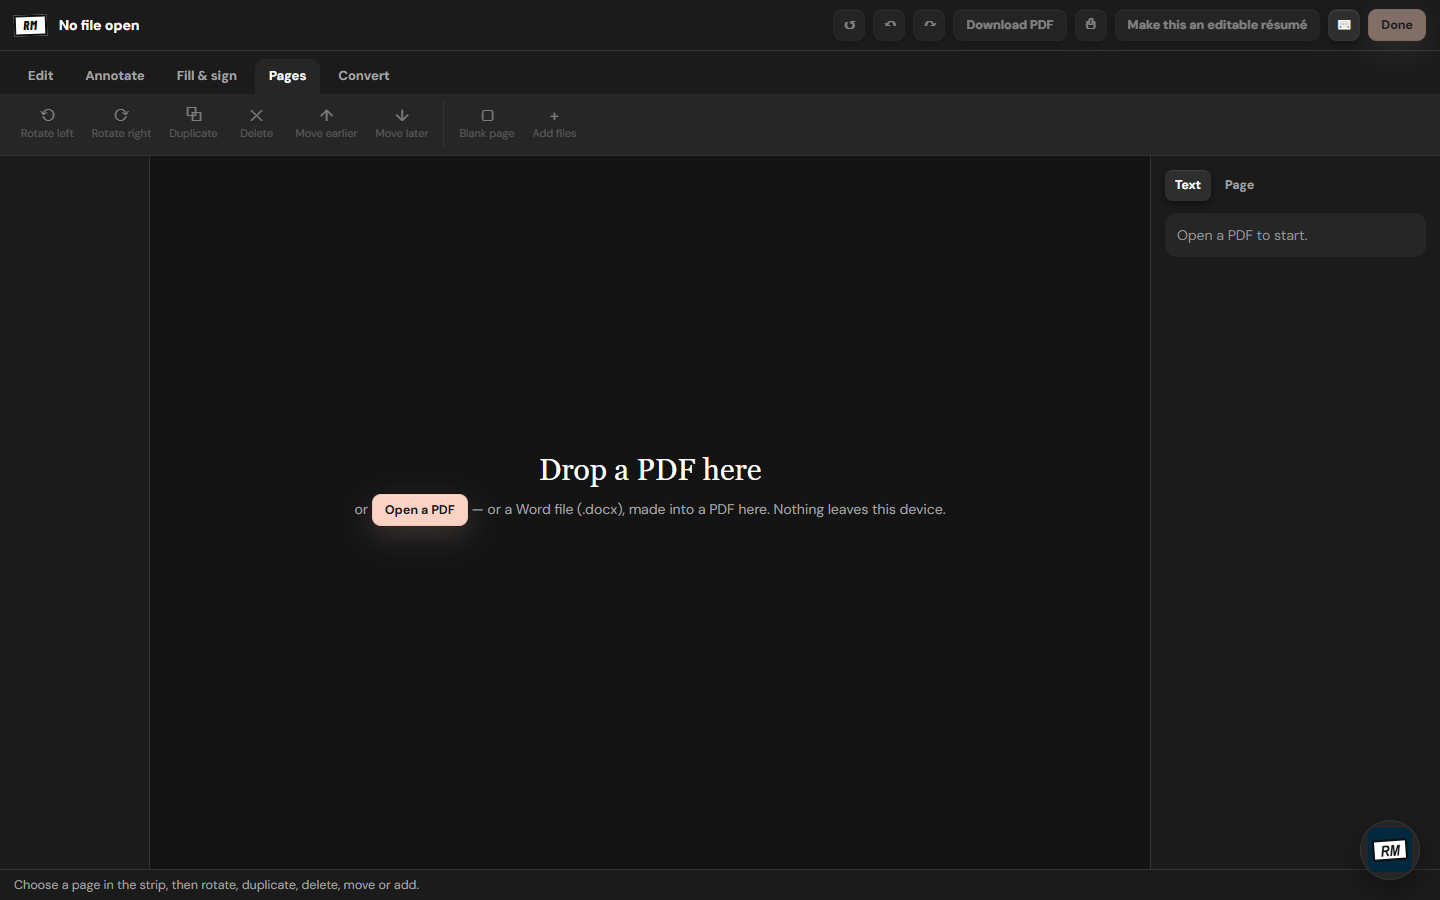 RM No file open
Download PDF
Make this an editable résumé
Done
Edit Annotate Fill & sign Pages Convert
Rotate left Rotate right Duplicate Delete Move earlier Move later Blank page Add files
Text Page
Open a PDF to start.
Drop a PDF here
or Open a PDF — or a Word file (.docx), made into a PDF here. Nothing leaves this device.
RM
Choose a page in the strip, then rotate, duplicate, delete, move or add.